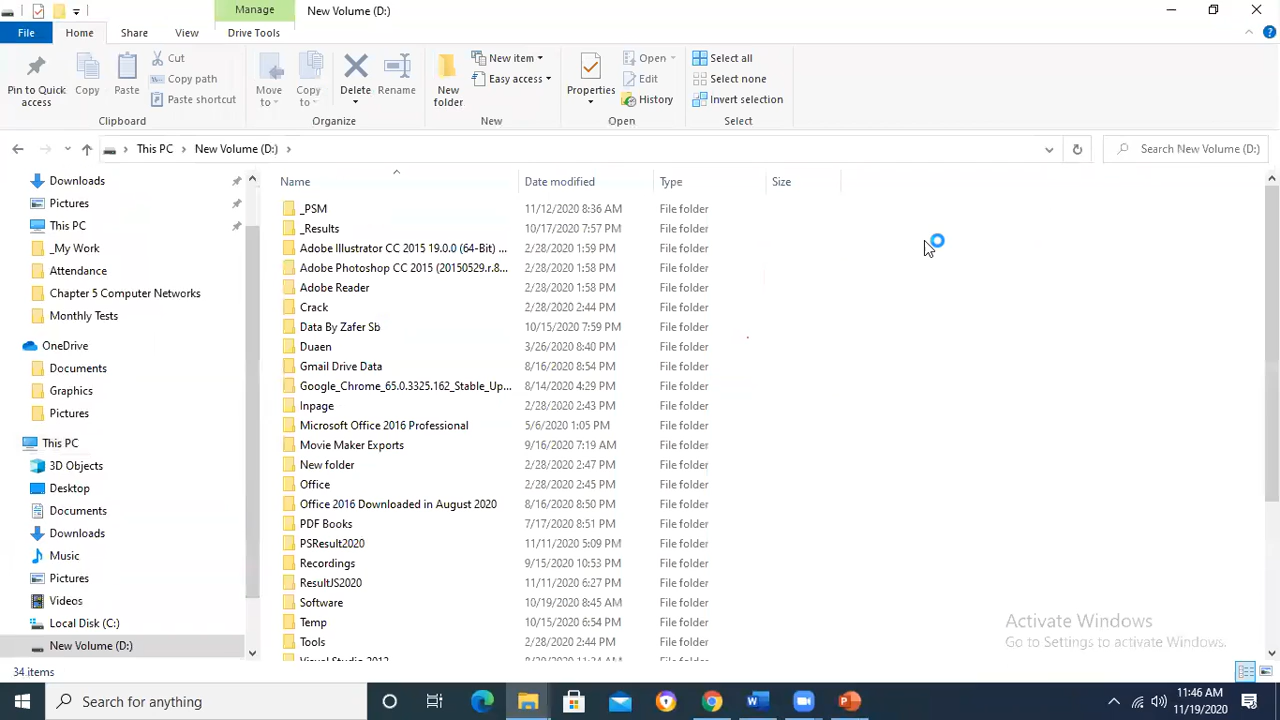 Manage
New Volume (D:)
File
Home
Share
View
Drive Tools
Pin to Quick access
Copy
Paste
Cut
Copy path
Paste shortcut
Clipboard
Move to
Copy to
Delete
Rename
Organize
New folder
New item
Easy access
New
Properties
Open
Edit
History
Open
Select all
Select none
Invert selection
Select
This PC
New Volume (D:)
Search New Volume (D:)
Downloads
Pictures
This PC
_My Work
Attendance
Chapter 5 Computer Networks
Monthly Tests
OneDrive
Documents
Graphics
Pictures
This PC
3D Objects
Desktop
Documents
Downloads
Music
Pictures
Videos
Local Disk (C:)
New Volume (D:)
Name Date modified Type Size
_PSM 11/12/2020 8:36 AM File folder
_Results 10/17/2020 7:57 PM File folder
Adobe Illustrator CC 2015 19.0.0 (64-Bit) ... 2/28/2020 1:59 PM File folder
Adobe Photoshop CC 2015 (20150529.r.8... 2/28/2020 1:58 PM File folder
Adobe Reader 2/28/2020 1:58 PM File folder
Crack 2/28/2020 2:44 PM File folder
Data By Zafer Sb 10/15/2020 7:59 PM File folder
Duaen 3/26/2020 8:40 PM File folder
Gmail Drive Data 8/16/2020 8:54 PM File folder
Google_Chrome_65.0.3325.162_Stable_Up... 8/14/2020 4:29 PM File folder
Inpage 2/28/2020 2:43 PM File folder
Microsoft Office 2016 Professional 5/6/2020 1:05 PM File folder
Movie Maker Exports 9/16/2020 7:19 AM File folder
New folder 2/28/2020 2:47 PM File folder
Office 2/28/2020 2:45 PM File folder
Office 2016 Downloaded in August 2020 8/16/2020 8:50 PM File folder
PDF Books 7/17/2020 8:51 PM File folder
PSResult2020 11/11/2020 5:09 PM File folder
Recordings 9/15/2020 10:53 PM File folder
ResultJS2020 11/11/2020 6:27 PM File folder
Software 10/19/2020 8:45 AM File folder
Temp 10/15/2020 6:54 PM File folder
Tools 2/28/2020 2:44 PM File folder
Activate Windows
Go to Settings to activate Windows.
34 items
Search for anything
11:46 AM
11/19/2020